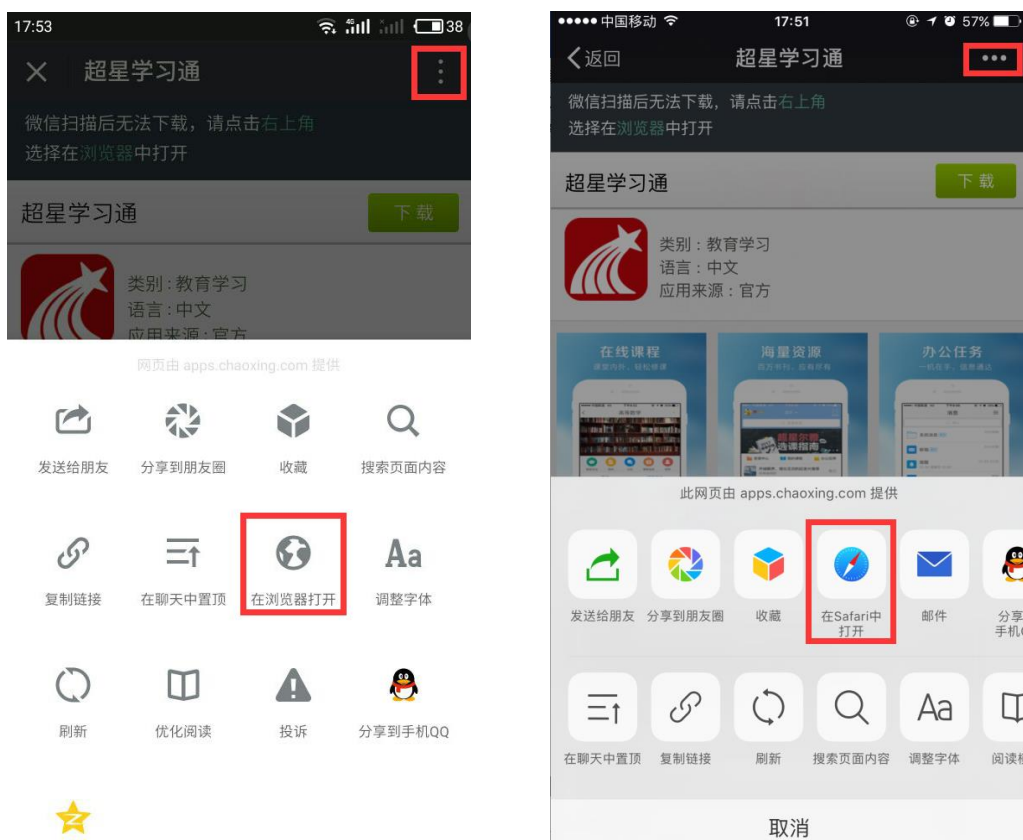 17:53
38
超星学习通
微信扫描后无法下载，请点击右上角
选择在浏览器中打开
超星学习通
下 载
类别：教育学习
语言：中文
应用来源：官方
网页由 apps.chaoxing.com 提供
发送给朋友 分享到朋友圈 收藏 搜索页面内容
Aa
复制链接 在聊天中置顶 在浏览器打开 调整字体
刷新 优化阅读 投诉 分享到手机QQ
中国移动 17:51 57%
返回 超星学习通
微信扫描后无法下载，请点击右上角
选择在浏览器中打开
超星学习通
下 载
类别：教育学习
语言：中文
应用来源：官方
在线课程 海量资源 办公任务
此网页由 apps.chaoxing.com 提供
发送给朋友 分享到朋友圈 收藏 在Safari中 邮件 分享
打开 手机
Aa
在聊天中置顶 复制链接 刷新 搜索页面内容 调整字体 阅读
取消